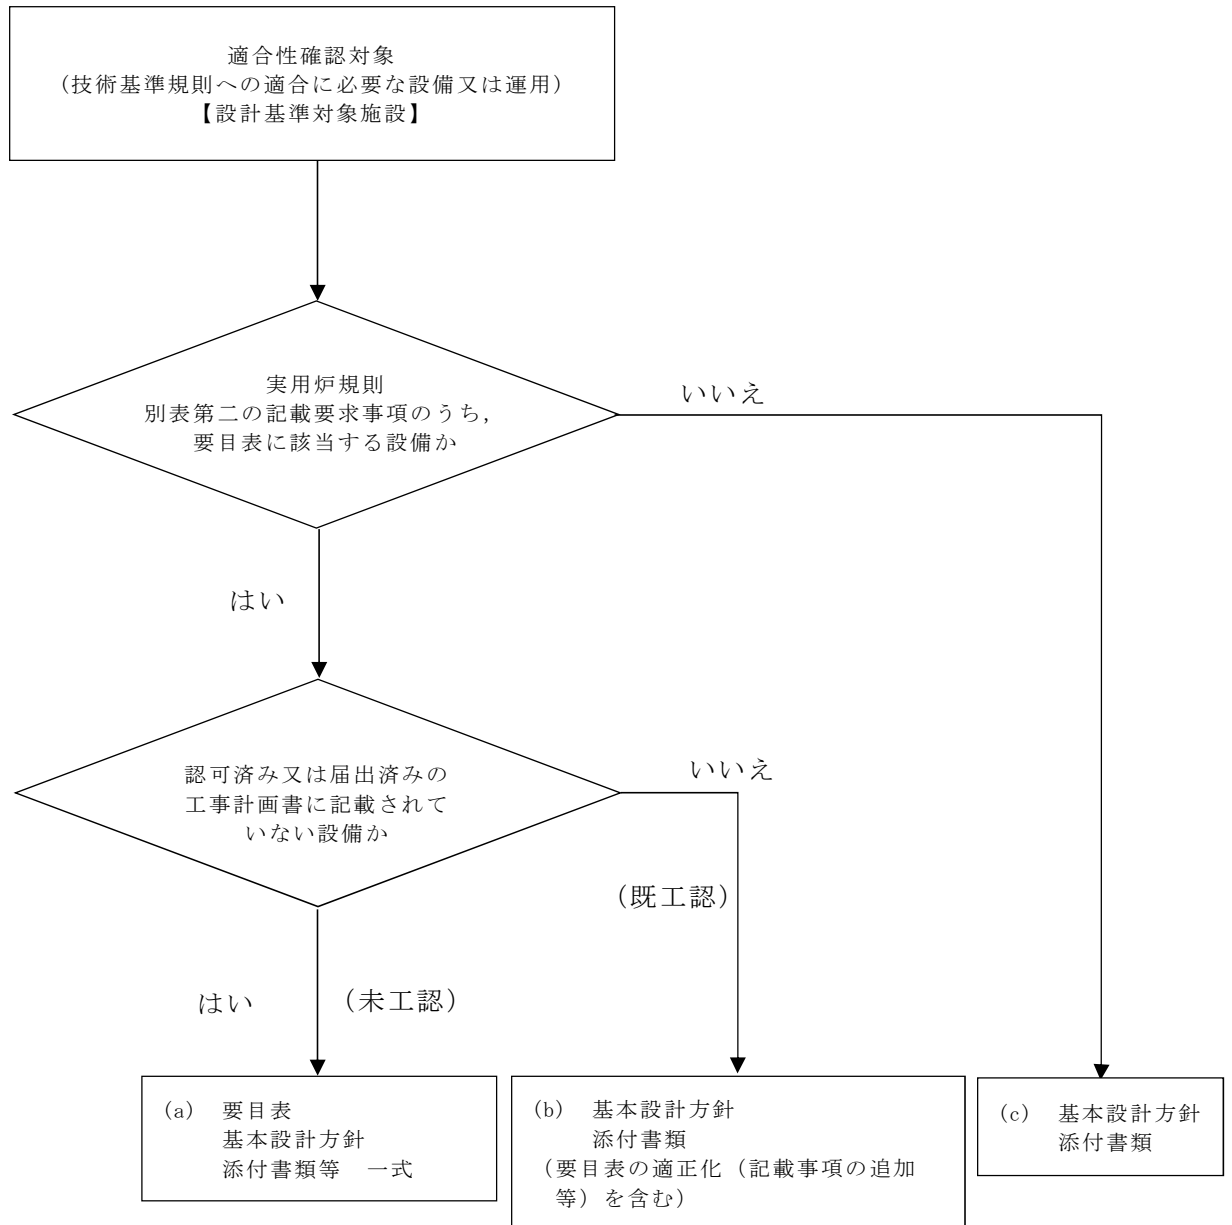 適合性確認対象
（技術基準規則への適合に必要な設備又は運用）
【設計基準対象施設】
実用炉規則
別表第二の記載要求事項のうち，
要目表に該当する設備か
いいえ
はい
認可済み又は届出済みの
工事計画書に記載されて
いない設備か
いいえ
（既工認）
はい
（未工認）
(a) 要目表
基本設計方針
添付書類等　一式
(b) 基本設計方針
添付書類
（要目表の適正化（記載事項の追加
等）を含む）
(c) 基本設計方針
添付書類